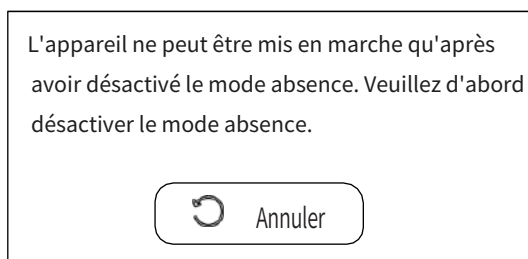 L'appareil ne peut être mis en marche qu'après
avoir désactivé le mode absence. Veuillez d'abord
désactiver le mode absence.
Annuler